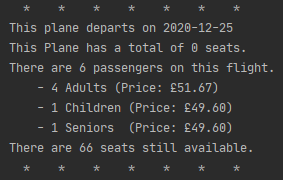 * * * * * * *
This plane departs on 2020-12-25
This Plane has a total of 0 seats.
There are 6 passengers on this flight.
- 4 Adults (Price: £51.67)
- 1 Children (Price: £49.60)
- 1 Seniors (Price: £49.60)
There are 66 seats still available.
* * * * * * *